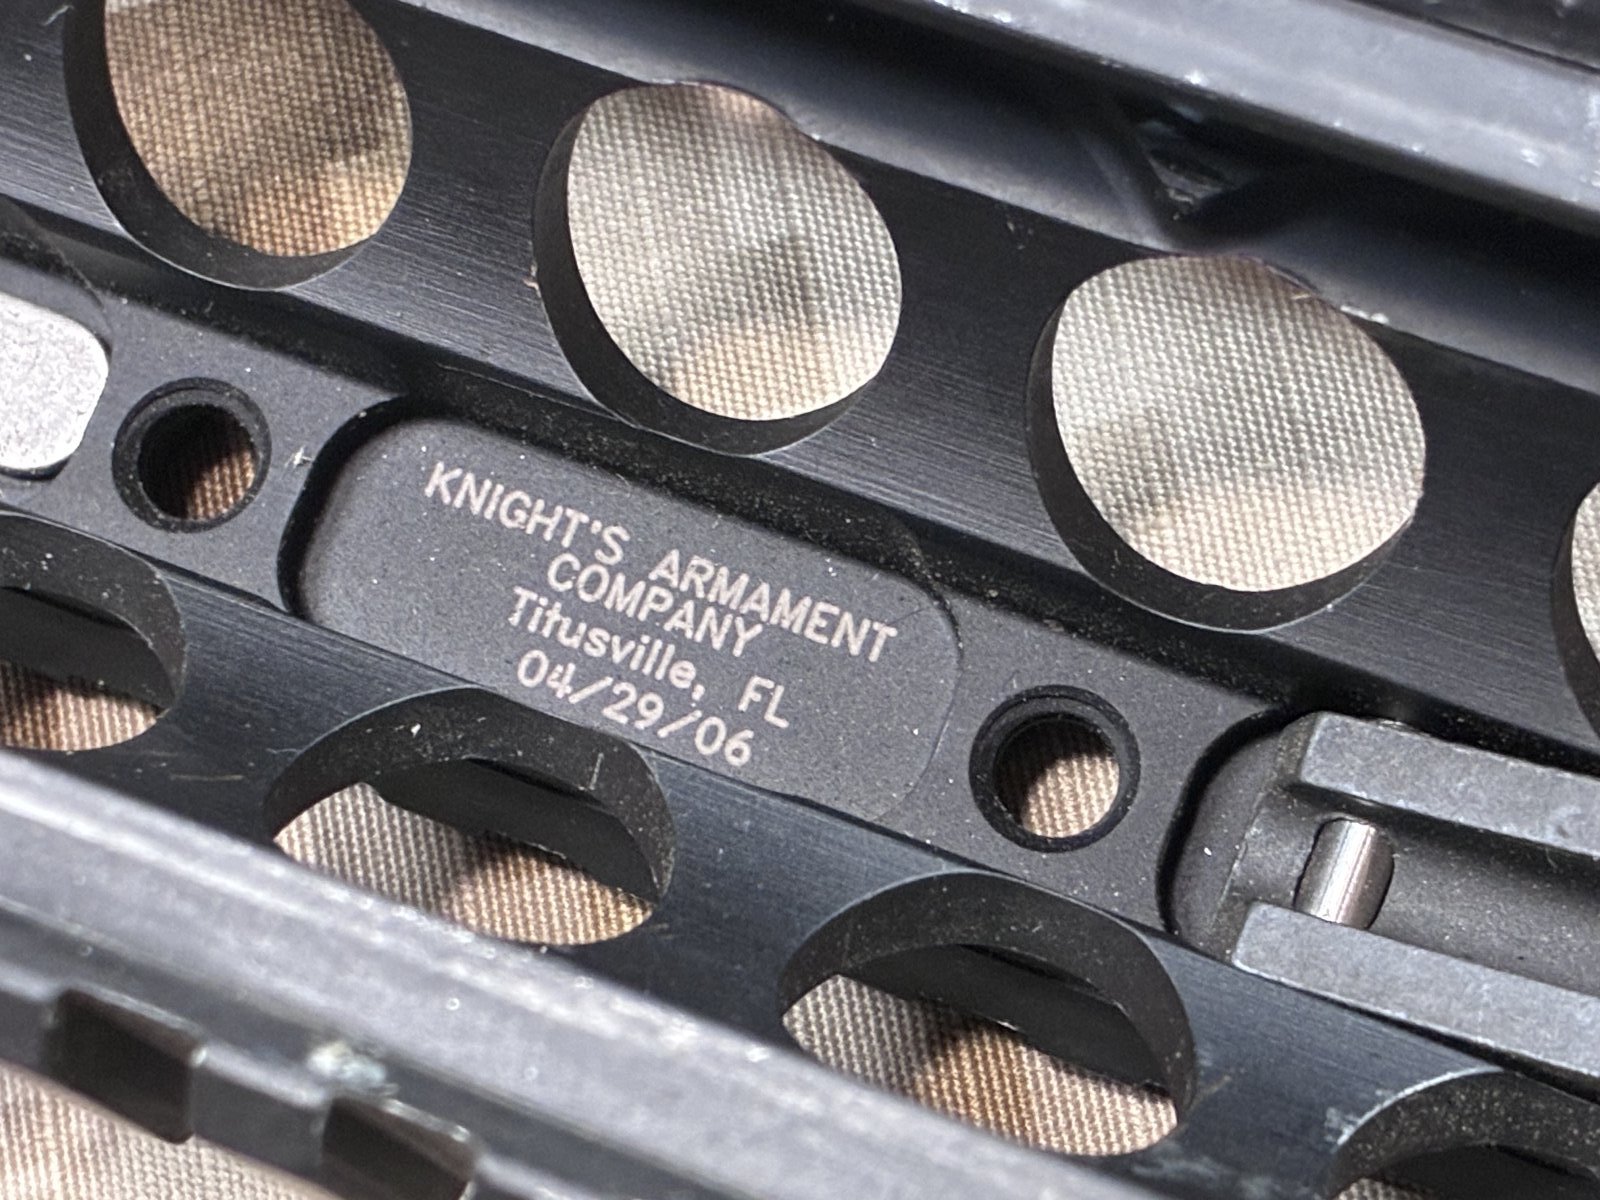 KNIGHT'S ARMAMENT
COMPANY
Titusville, FL
04/29/06